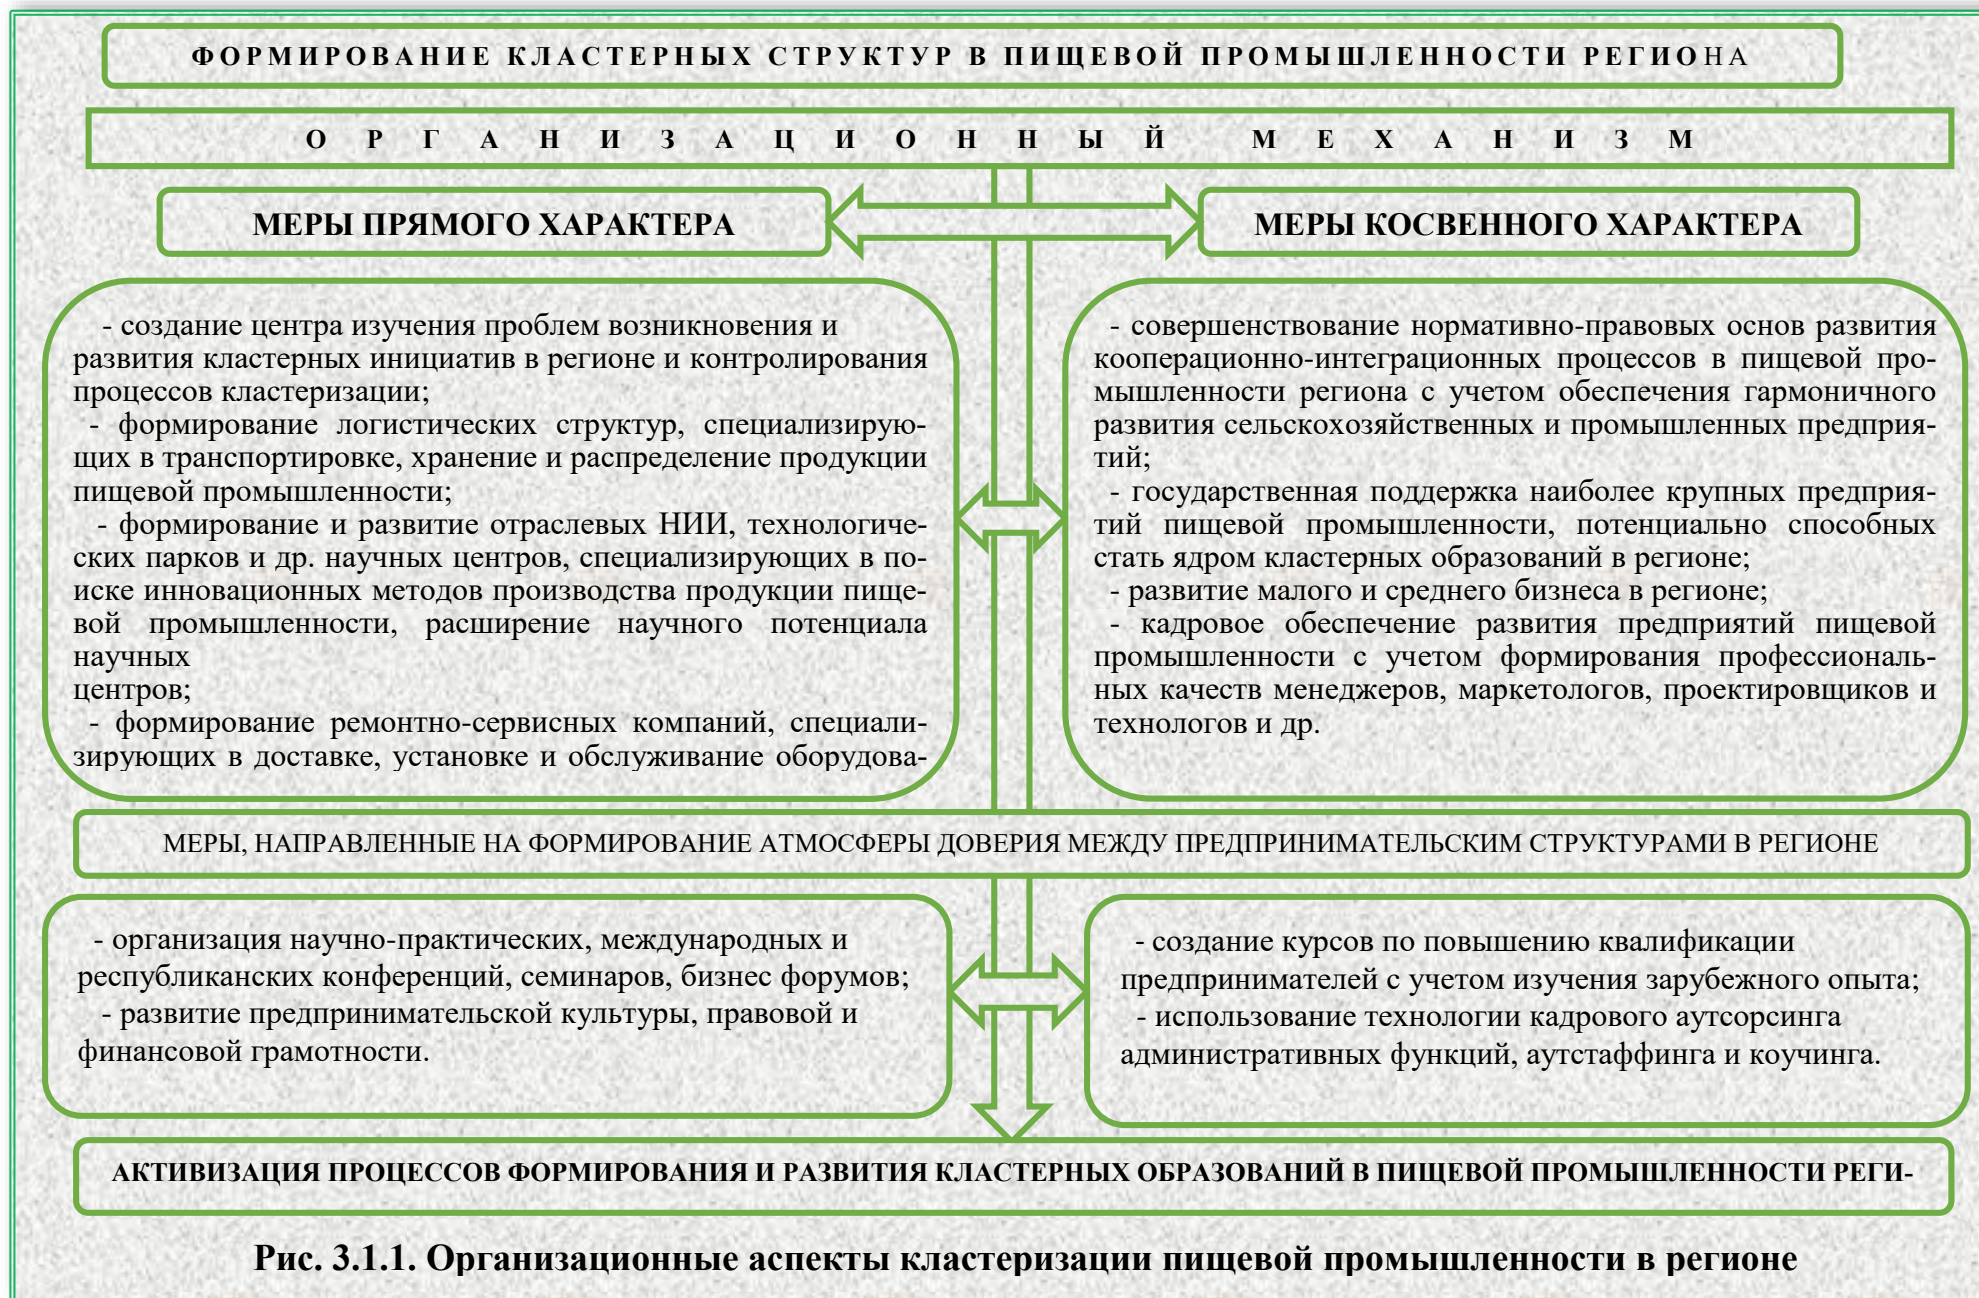 ФОРМИРОВАНИЕ КЛАСТЕРНЫХ СТРУКТУР В ПИЩЕВОЙ ПРОМЫШЛЕННОСТИ РЕГИОНА
ОРГАНИЗАЦИОННЫЙ МЕХАНИЗМ
МЕРЫ ПРЯМОГО ХАРАКТЕРА
МЕРЫ КОСВЕННОГО ХАРАКТЕРА
- создание центра изучения проблем возникновения и
развития кластерных инициатив в регионе и контролирования
процессов кластеризации;
- формирование логистических структур, специализирую-
щих в транспортировке, хранение и распределение продукции
пищевой промышленности;
- формирование и развитие отраслевых НИИ, технологиче-
ских парков и др. научных центров, специализирующих в по-
иске инновационных методов производства продукции пище-
вой промышленности, расширение научного потенциала
научных
центров;
- формирование ремонтно-сервисных компаний, специали-
зирующих в доставке, установке и обслуживание оборудова-
- совершенствование нормативно-правовых основ развития
кооперационно-интеграционных процессов в пищевой про-
мышленности региона с учетом обеспечения гармоничного
развития сельскохозяйственных и промышленных предприя-
тий;
- государственная поддержка наиболее крупных предприя-
тий пищевой промышленности, потенциально способных
стать ядром кластерных образований в регионе;
- развитие малого и среднего бизнеса в регионе;
- кадровое обеспечение развития предприятий пищевой
промышленности с учетом формирования профессиональ-
ных качеств менеджеров, маркетологов, проектировщиков и
технологов и др.
МЕРЫ, НАПРАВЛЕННЫЕ НА ФОРМИРОВАНИЕ АТМОСФЕРЫ ДОВЕРИЯ МЕЖДУ ПРЕДПРИНИМАТЕЛЬСКИМ СТРУКТУРАМИ В РЕГИОНЕ
- организация научно-практических, международных и
республиканских конференций, семинаров, бизнес форумов;
- развитие предпринимательской культуры, правовой и
финансовой грамотности.
- создание курсов по повышению квалификации
предпринимателей с учетом изучения зарубежного опыта;
- использование технологии кадрового аутсорсинга
административных функций, аутстаффинга и коучинга.
АКТИВИЗАЦИЯ ПРОЦЕССОВ ФОРМИРОВАНИЯ И РАЗВИТИЯ КЛАСТЕРНЫХ ОБРАЗОВАНИЙ В ПИЩЕВОЙ ПРОМЫШЛЕННОСТИ РЕГИ-
Рис. 3.1.1. Организационные аспекты кластеризации пищевой промышленности в регионе